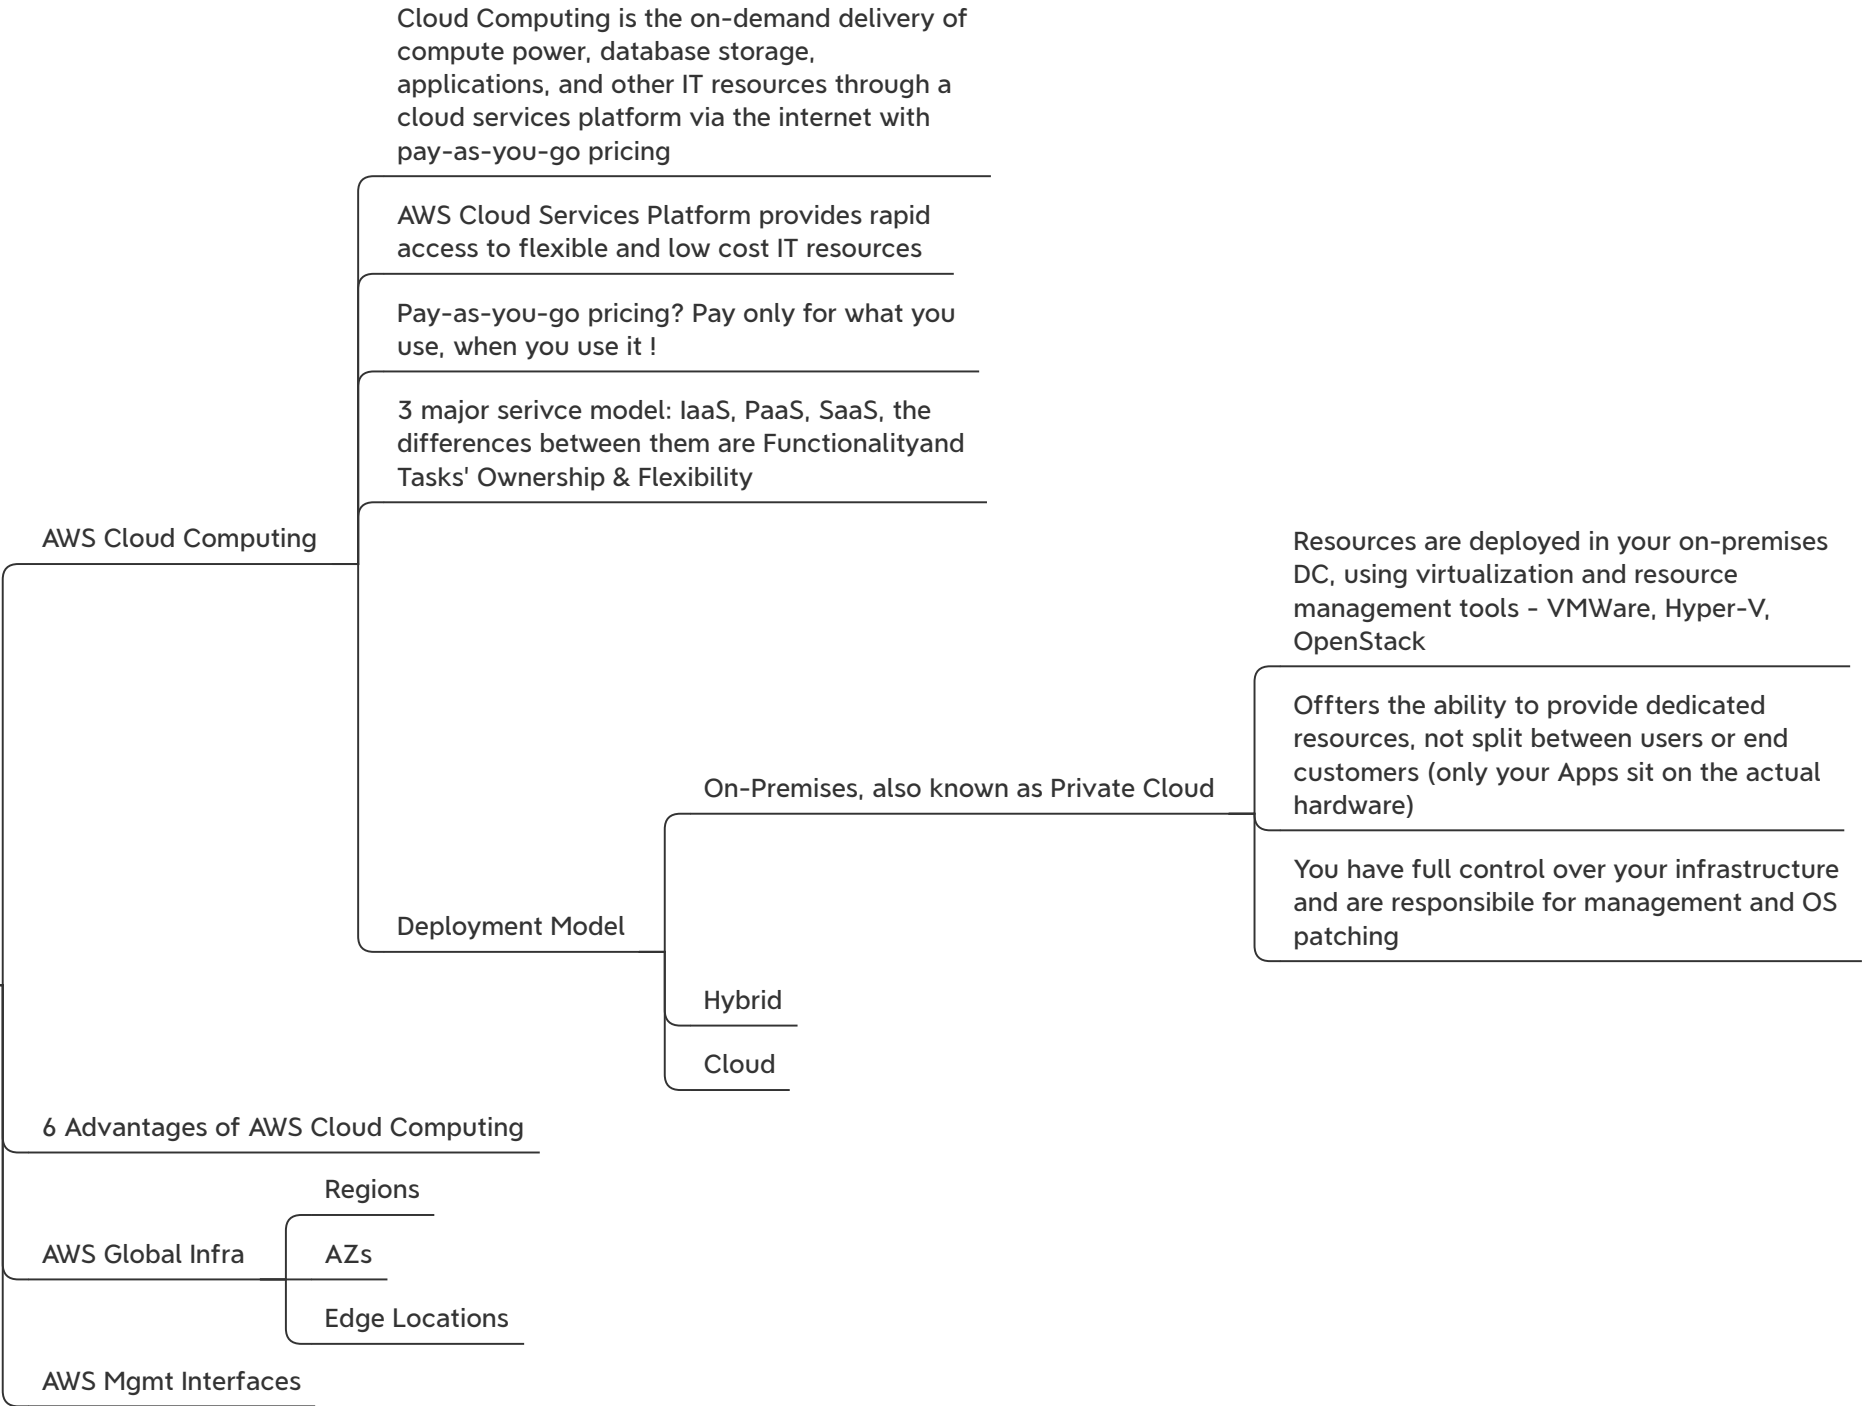 Cloud Computing is the on-demand delivery of
compute power, database storage,
applications, and other IT resources through a
cloud services platform via the internet with
pay-as-you-go pricing
AWS Cloud Services Platform provides rapid
access to flexible and low cost IT resources
Pay-as-you-go pricing? Pay only for what you
use, when you use it !
3 major serivce model: IaaS, PaaS, SaaS, the
differences between them are Functionalityand
Tasks' Ownership & Flexibility
AWS Cloud Computing
Resources are deployed in your on-premises
DC, using virtualization and resource
management tools - VMWare, Hyper-V,
OpenStack
Offters the ability to provide dedicated
resources, not split between users or end
customers (only your Apps sit on the actual
hardware)
On-Premises, also known as Private Cloud
You have full control over your infrastructure
and are responsibile for management and OS
patching
Deployment Model
Hybrid
Cloud
6 Advantages of AWS Cloud Computing
Regions
AWS Global Infra
AZs
Edge Locations
AWS Mgmt Interfaces